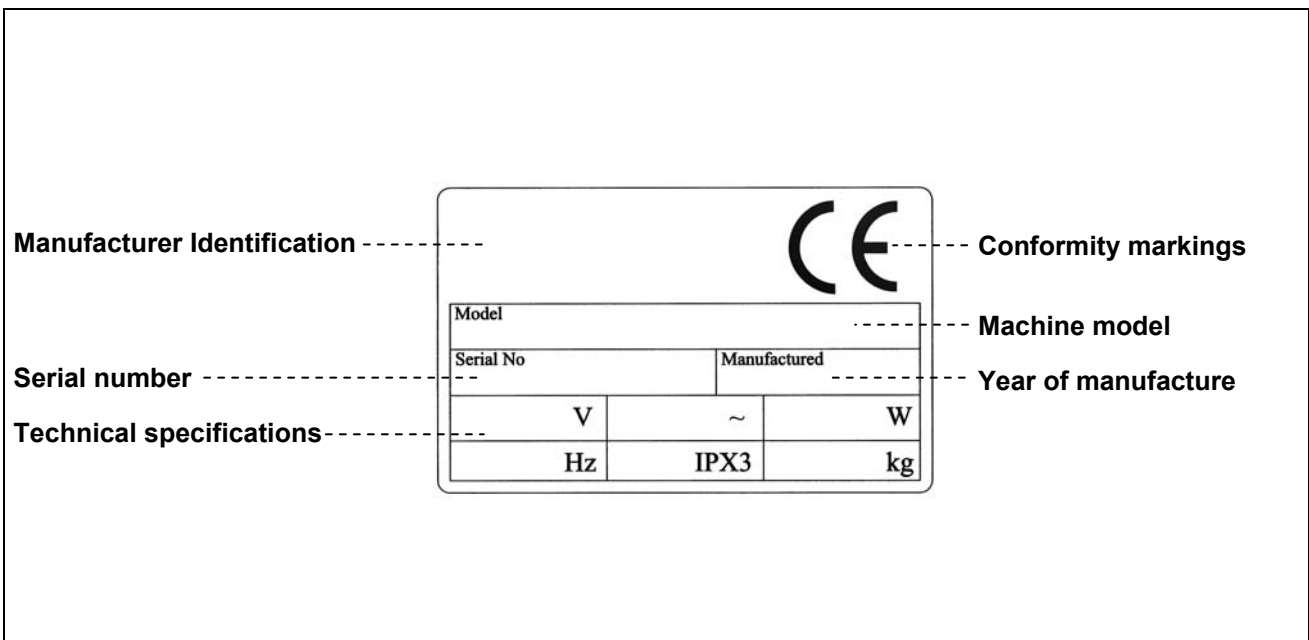 CE
Manufacturer Identification
Conformity markings
Model
Machine model
Serial No
Manufactured
Serial number
Year of manufacture
V
~
W
Technical specifications
Hz
IPX3
kg